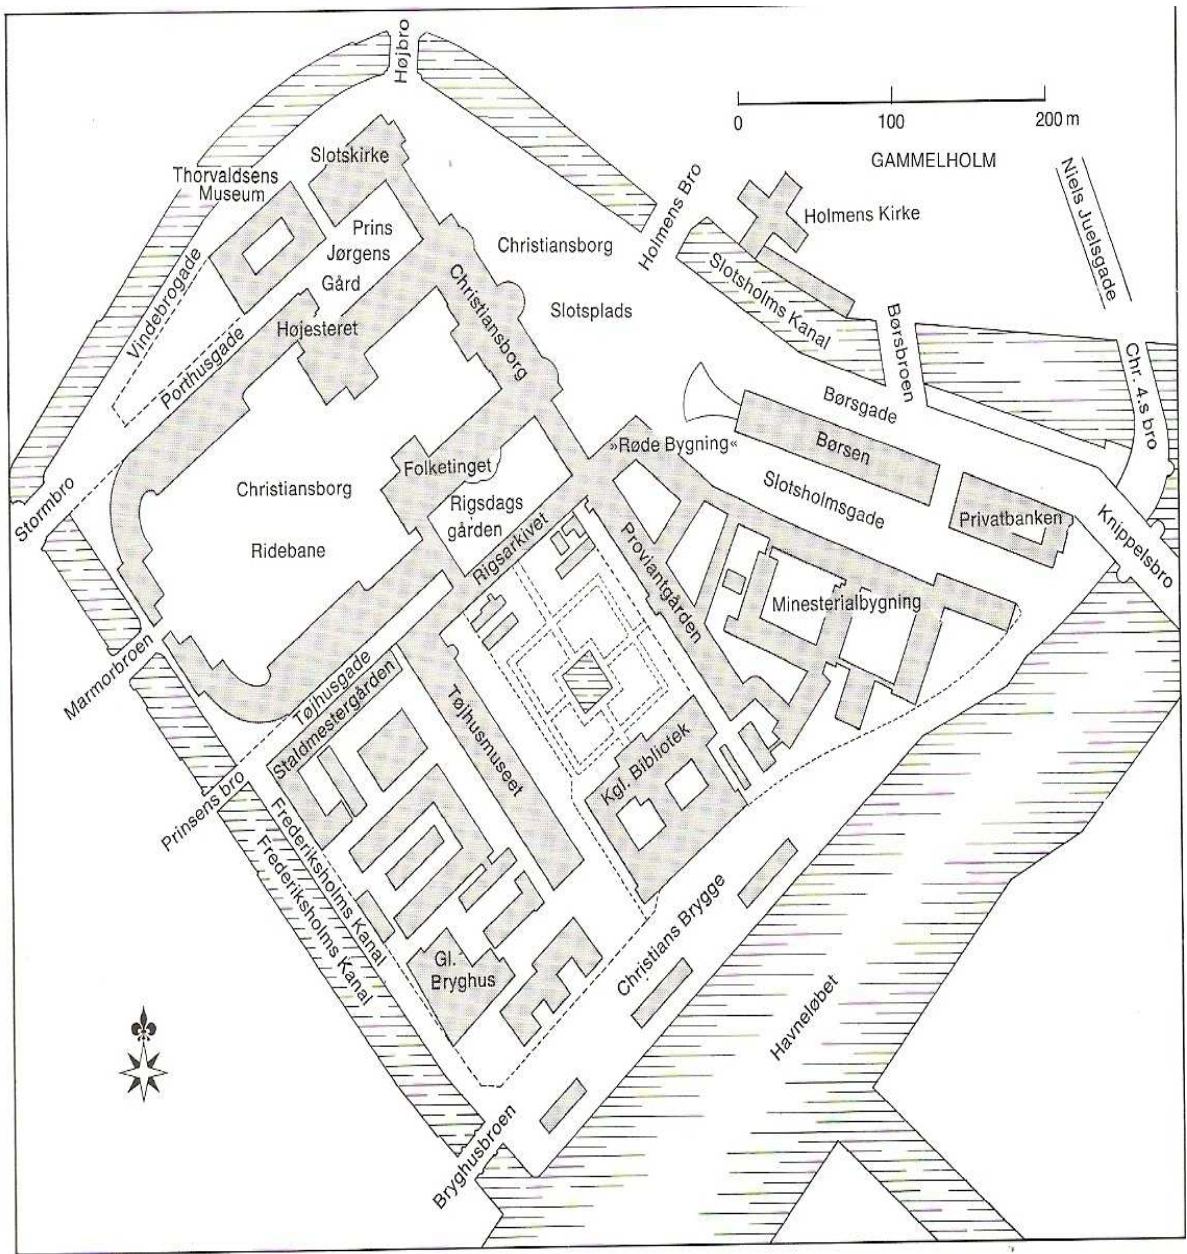 Højbro
0 100 200 m
GAMMELHOLM
Slotskirke
Thorvaldsens
Museum
Niels Juelsgade
Holmens Bro
Holmens Kirke
Prins
Jørgens
Gård
Christiansborg
Slotsplads
Vindebrogade
Slotsholms Kanal
Christiansborg
Højesteret
Porthusgade
Børsbroen
Chr. 4.s bro
Børsgade
Børsen
»Røde Bygning«
Folketinget
Stormbro
Christiansborg
Ridebane
Rigsdags
gården
Slotsholmsgade
Privatbanken
Knippelsbro
Rigsarkivet
Proviantgården
Minesterialbygning
Marmorbroen
Tøjhusgade
Staldmestergården
Tøjhusmuseet
Kgl. Bibliotek
Prinsens bro
Frederiksholms Kanal
Frederiksholms Kanal
Gl.
Bryghus
Christians Brygge
Havneløbet
Bryghusbroen